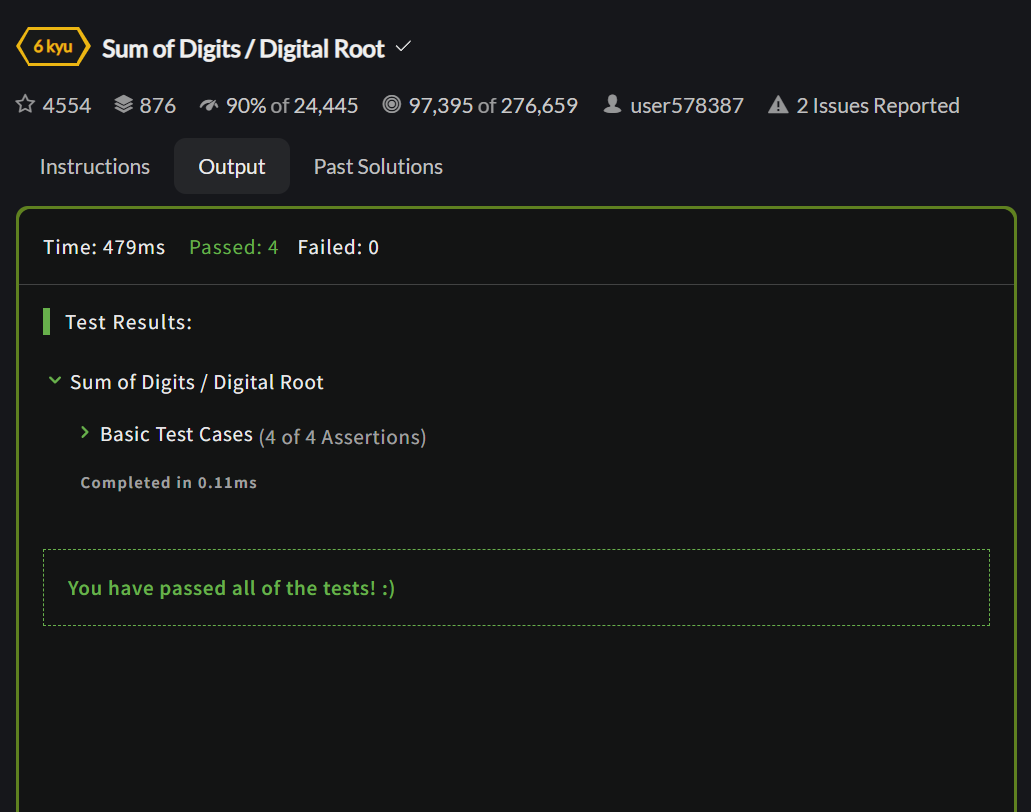 6 kyu Sum of Digits / Digital Root
4554 876 90% of 24,445 97,395 of 276,659 user578387 2 Issues Reported
Instructions Output Past Solutions
Time: 479ms Passed: 4 Failed: 0
Test Results:
Sum of Digits / Digital Root
Basic Test Cases (4 of 4 Assertions)
Completed in 0.11ms
You have passed all of the tests! :)